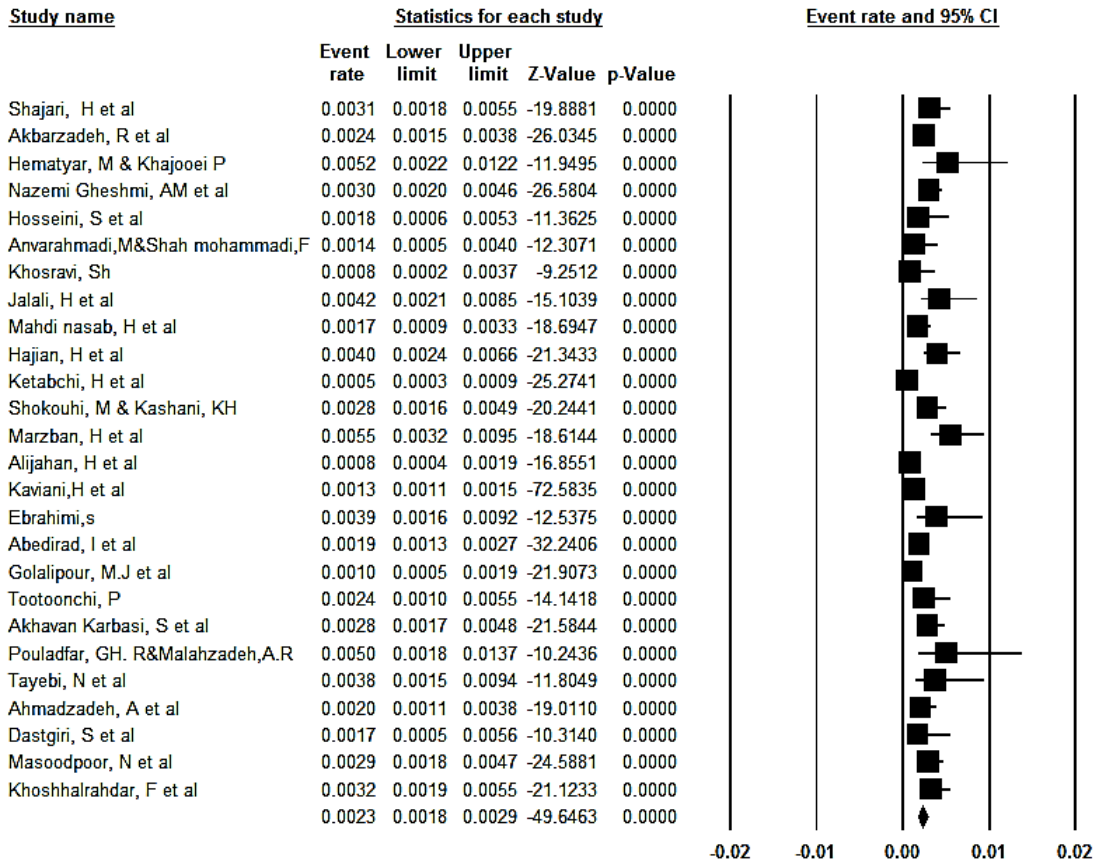 Study name Statistics for each study Event rate and 95% CI
Event Lower Upper
rate limit limit Z-Value p-Value
Shajari, H et al 0.0031 0.0018 0.0055 -19.8881 0.0000
Akbarzadeh, R et al 0.0024 0.0015 0.0038 -26.0345 0.0000
Hematyar, M & Khajooei P 0.0052 0.0022 0.0122 -11.9495 0.0000
Nazemi Gheshmi, AM et al 0.0030 0.0020 0.0046 -26.5804 0.0000
Hosseini, S et al 0.0018 0.0006 0.0053 -11.3625 0.0000
Anvarahmadi,M&Shah mohammadi,F 0.0014 0.0005 0.0040 -12.3071 0.0000
Khosravi, Sh 0.0008 0.0002 0.0037 -9.2512 0.0000
Jalali, H et al 0.0042 0.0021 0.0085 -15.1039 0.0000
Mahdi nasab, H et al 0.0017 0.0009 0.0033 -18.6947 0.0000
Hajian, H et al 0.0040 0.0024 0.0066 -21.3433 0.0000
Ketabchi, H et al 0.0005 0.0003 0.0009 -25.2741 0.0000
Shokouhi, M & Kashani, KH 0.0028 0.0016 0.0049 -20.2441 0.0000
Marzban, H et al 0.0055 0.0032 0.0095 -18.6144 0.0000
Alijahan, H et al 0.0008 0.0004 0.0019 -16.8551 0.0000
Kaviani,H et al 0.0013 0.0011 0.0015 -72.5835 0.0000
Ebrahimi,s 0.0039 0.0016 0.0092 -12.5375 0.0000
Abedirad, I et al 0.0019 0.0013 0.0027 -32.2406 0.0000
Golalipour, M.J et al 0.0010 0.0005 0.0019 -21.9073 0.0000
Tootoonchi, P 0.0024 0.0010 0.0055 -14.1418 0.0000
Akhavan Karbasi, S et al 0.0028 0.0017 0.0048 -21.5844 0.0000
Pouladfar, GH. R&Malahzadeh,A.R 0.0050 0.0018 0.0137 -10.2436 0.0000
Tayebi, N et al 0.0038 0.0015 0.0094 -11.8049 0.0000
Ahmadzadeh, A et al 0.0020 0.0011 0.0038 -19.0110 0.0000
Dastgiri, S et al 0.0017 0.0005 0.0056 -10.3140 0.0000
Masoodpoor, N et al 0.0029 0.0018 0.0047 -24.5881 0.0000
Khoshhalrahdar, F et al 0.0032 0.0019 0.0055 -21.1233 0.0000
0.0023 0.0018 0.0029 -49.6463 0.0000
-0.02 -0.01 0.00 0.01 0.02